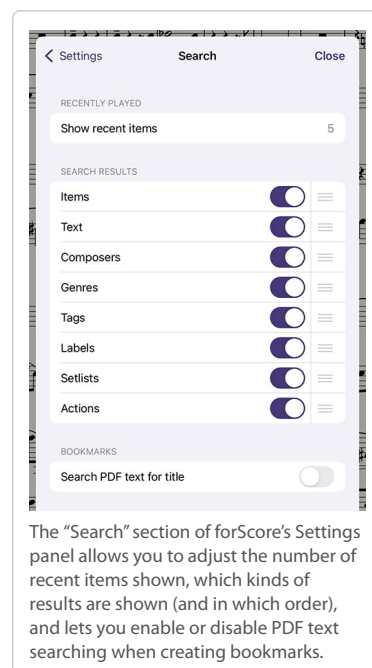 Settings Search Close
RECENTLY PLAYED
Show recent items 5
SEARCH RESULTS
Items
Text
Composers
Genres
Tags
Labels
Setlists
Actions
BOOKMARKS
Search PDF text for title
The “Search” section of forScore’s Settings
panel allows you to adjust the number of
recent items shown, which kinds of
results are shown (and in which order),
and lets you enable or disable PDF text
searching when creating bookmarks.